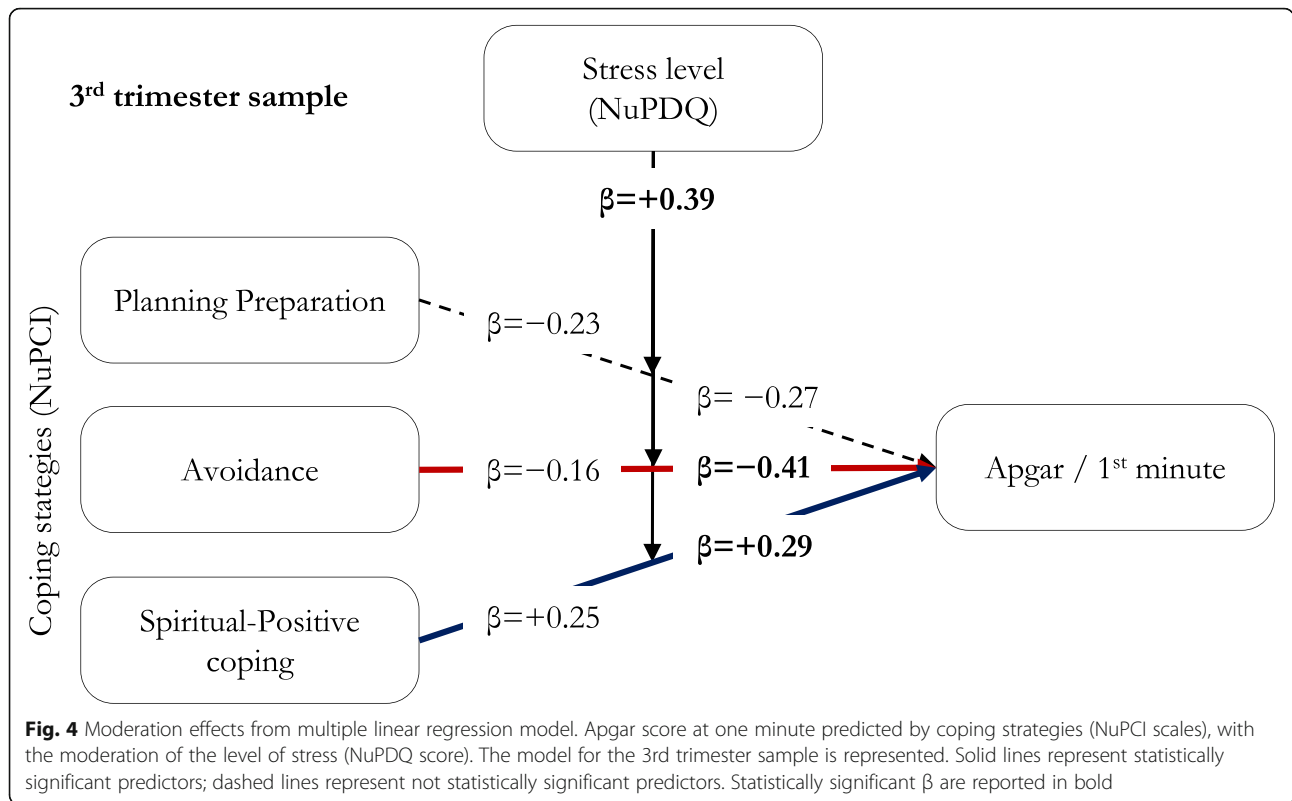 3rd trimester sample
Stress level
(NuPDQ)
β=+0.39
Coping stategies (NuPCI)
Planning Preparation
β=−0.23
β= −0.27
Avoidance
β=−0.16
β=−0.41
Apgar / 1st minute
β=+0.29
Spiritual-Positive
coping
β=+0.25
Fig. 4 Moderation effects from multiple linear regression model. Apgar score at one minute predicted by coping strategies (NuPCI scales), with
the moderation of the level of stress (NuPDQ score). The model for the 3rd trimester sample is represented. Solid lines represent statistically
significant predictors; dashed lines represent not statistically significant predictors. Statistically significant β are reported in bold